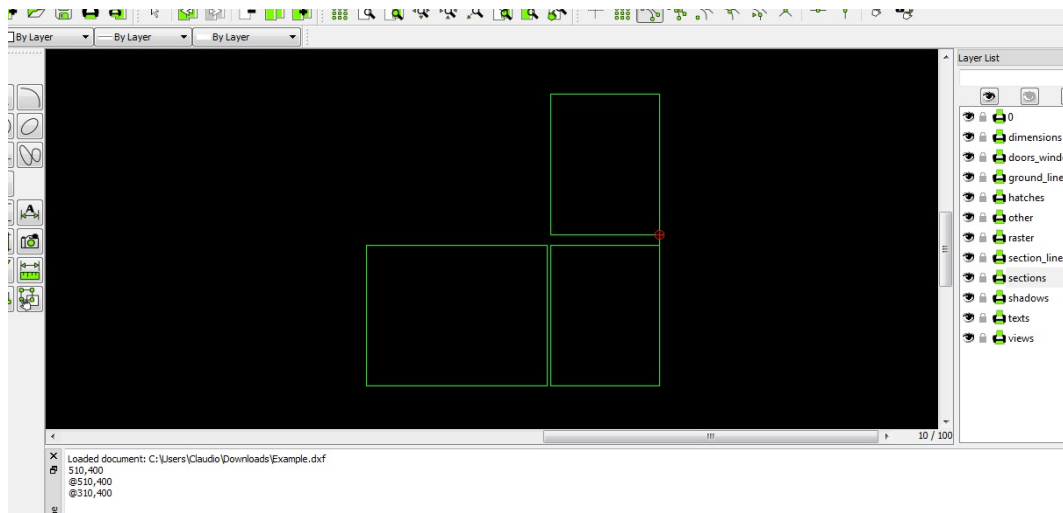 By Layer By Layer By Layer
Layer List
0
dimensions
doors_wind
ground_line
hatches
other
raster
section_line
sections
shadows
texts
views
10 / 100
Loaded document: C:\Users\Claudio\Downloads\Example.dxf
510,400
@510,400
@310,400